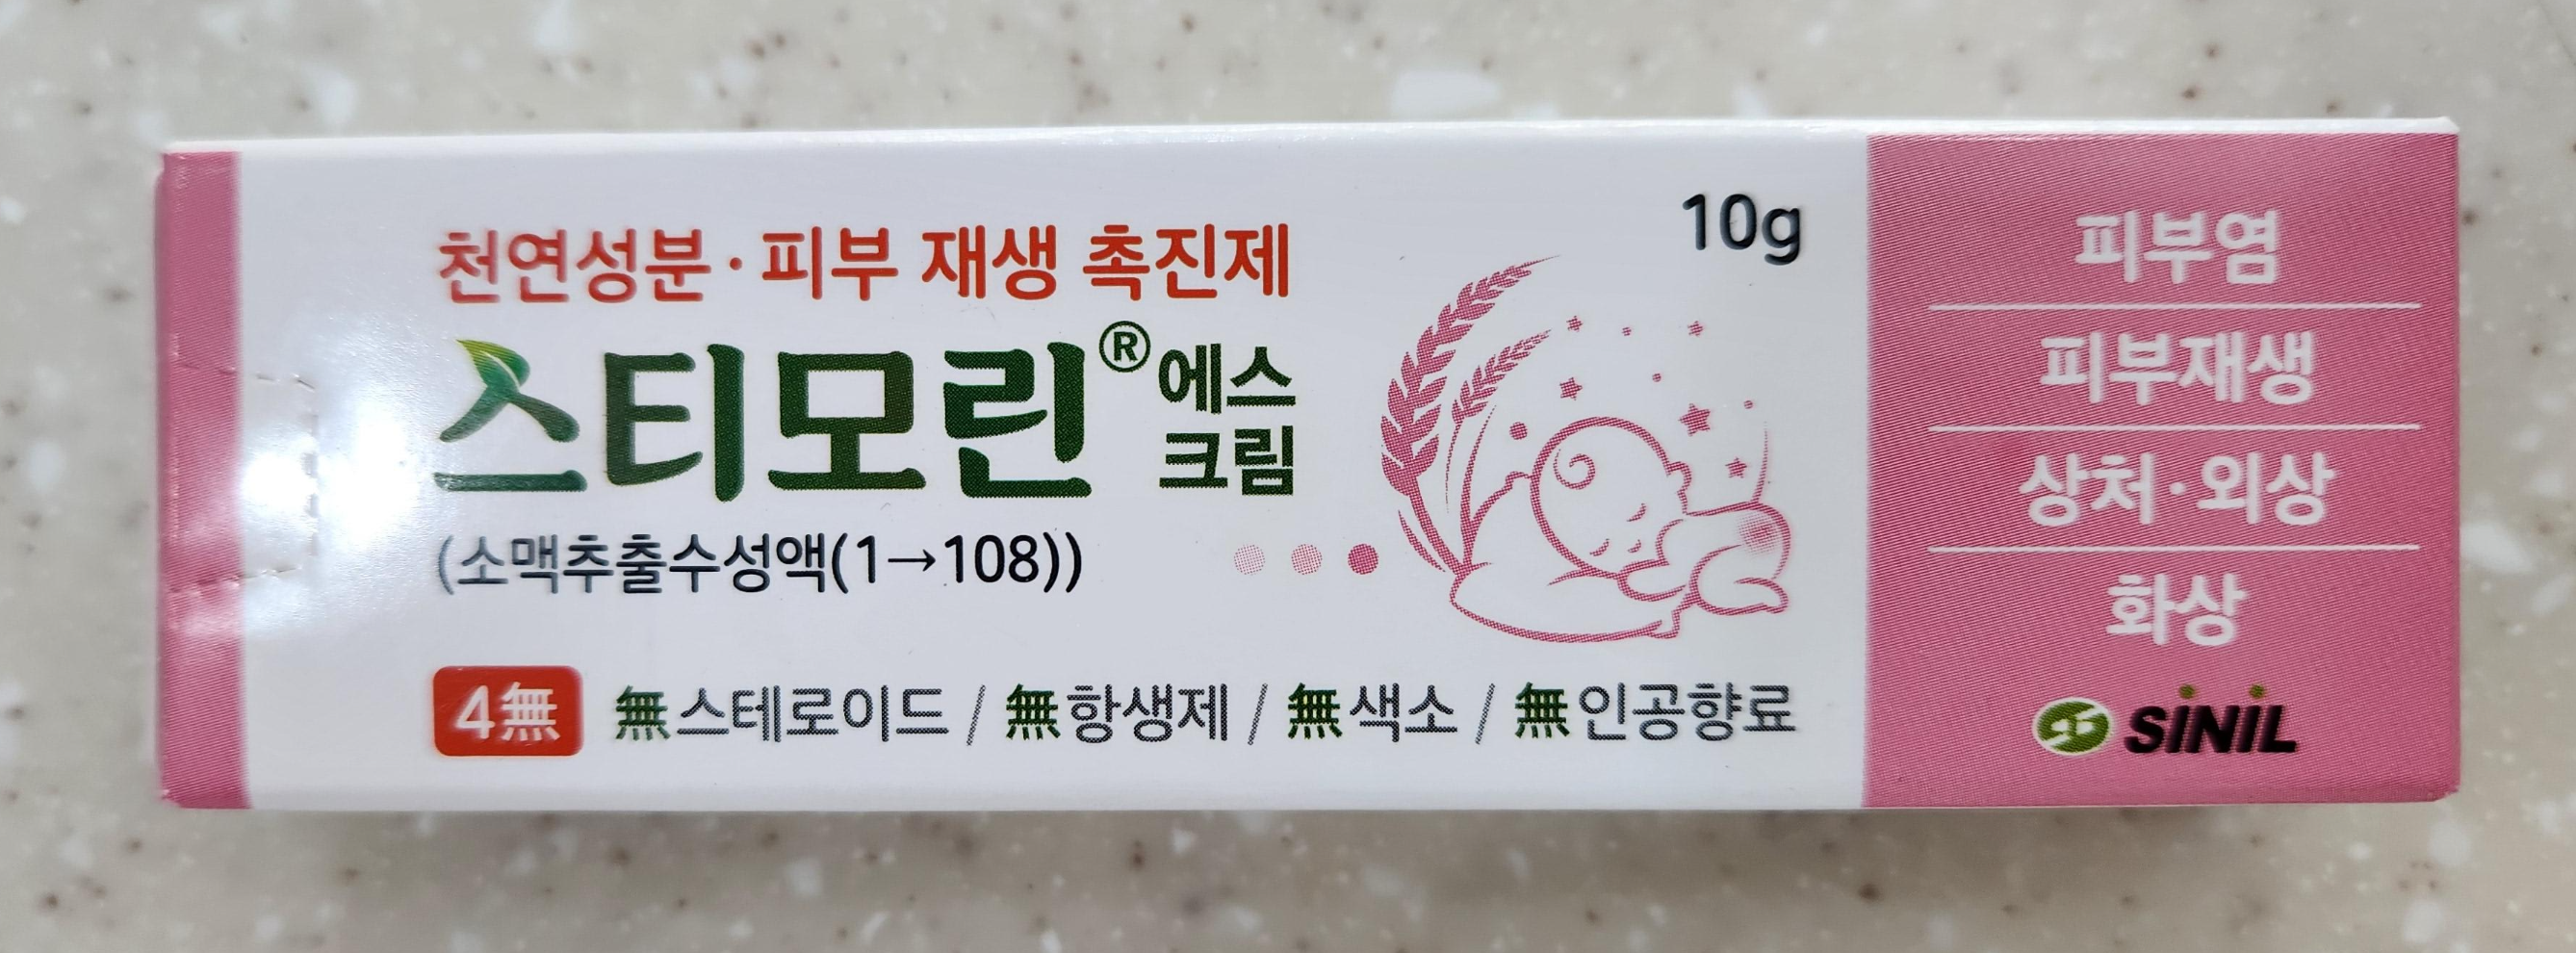 천연성분·피부 재생 촉진제
스티모린® 에스 크림
(소맥추출수성액(1→108))
10g
4無 無스테로이드 / 無항생제 / 無색소 / 無인공향료
피부염
피부재생
상처·외상
화상
SINIL